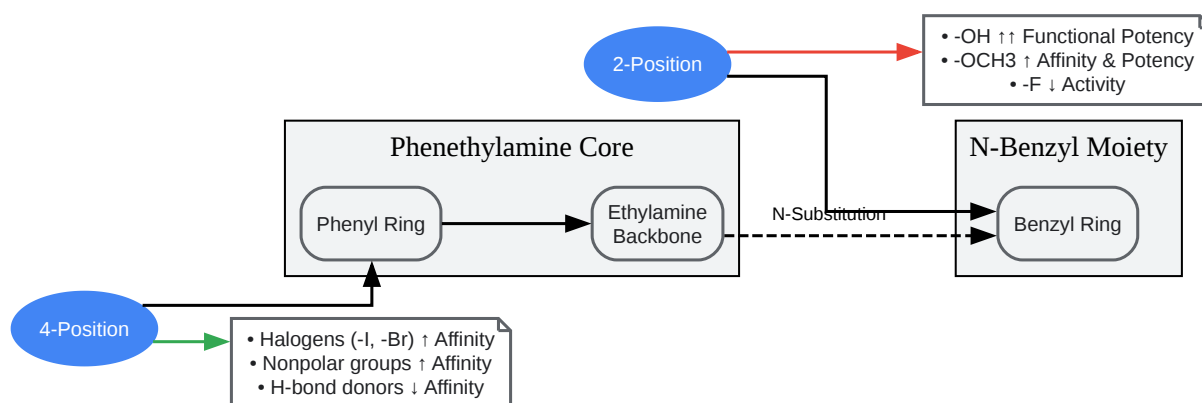 2-Position
• -OH ↑↑ Functional Potency
• -OCH3 ↑ Affinity & Potency
• -F ↓ Activity
Phenethylamine Core
N-Benzyl Moiety
Phenyl Ring
Ethylamine
Backbone
N-Substitution
Benzyl Ring
4-Position
• Halogens (-I, -Br) ↑ Affinity
• Nonpolar groups ↑ Affinity
• H-bond donors ↓ Affinity